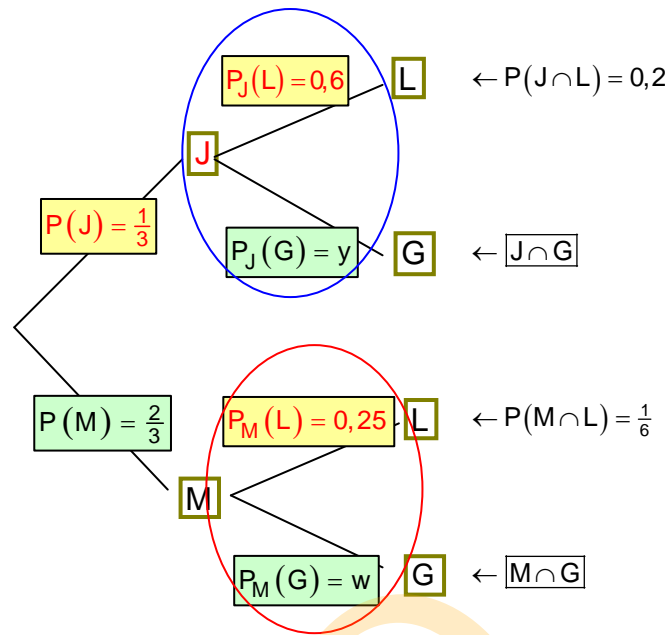 P_J(L) = 0,6
L
← P(J∩L) = 0,2
J
P(J) = 1/3
P_J(G) = y
G
← J∩G
P(M) = 2/3
P_M(L) = 0,25
L
← P(M∩L) = 1/6
M
P_M(G) = w
G
← M∩G